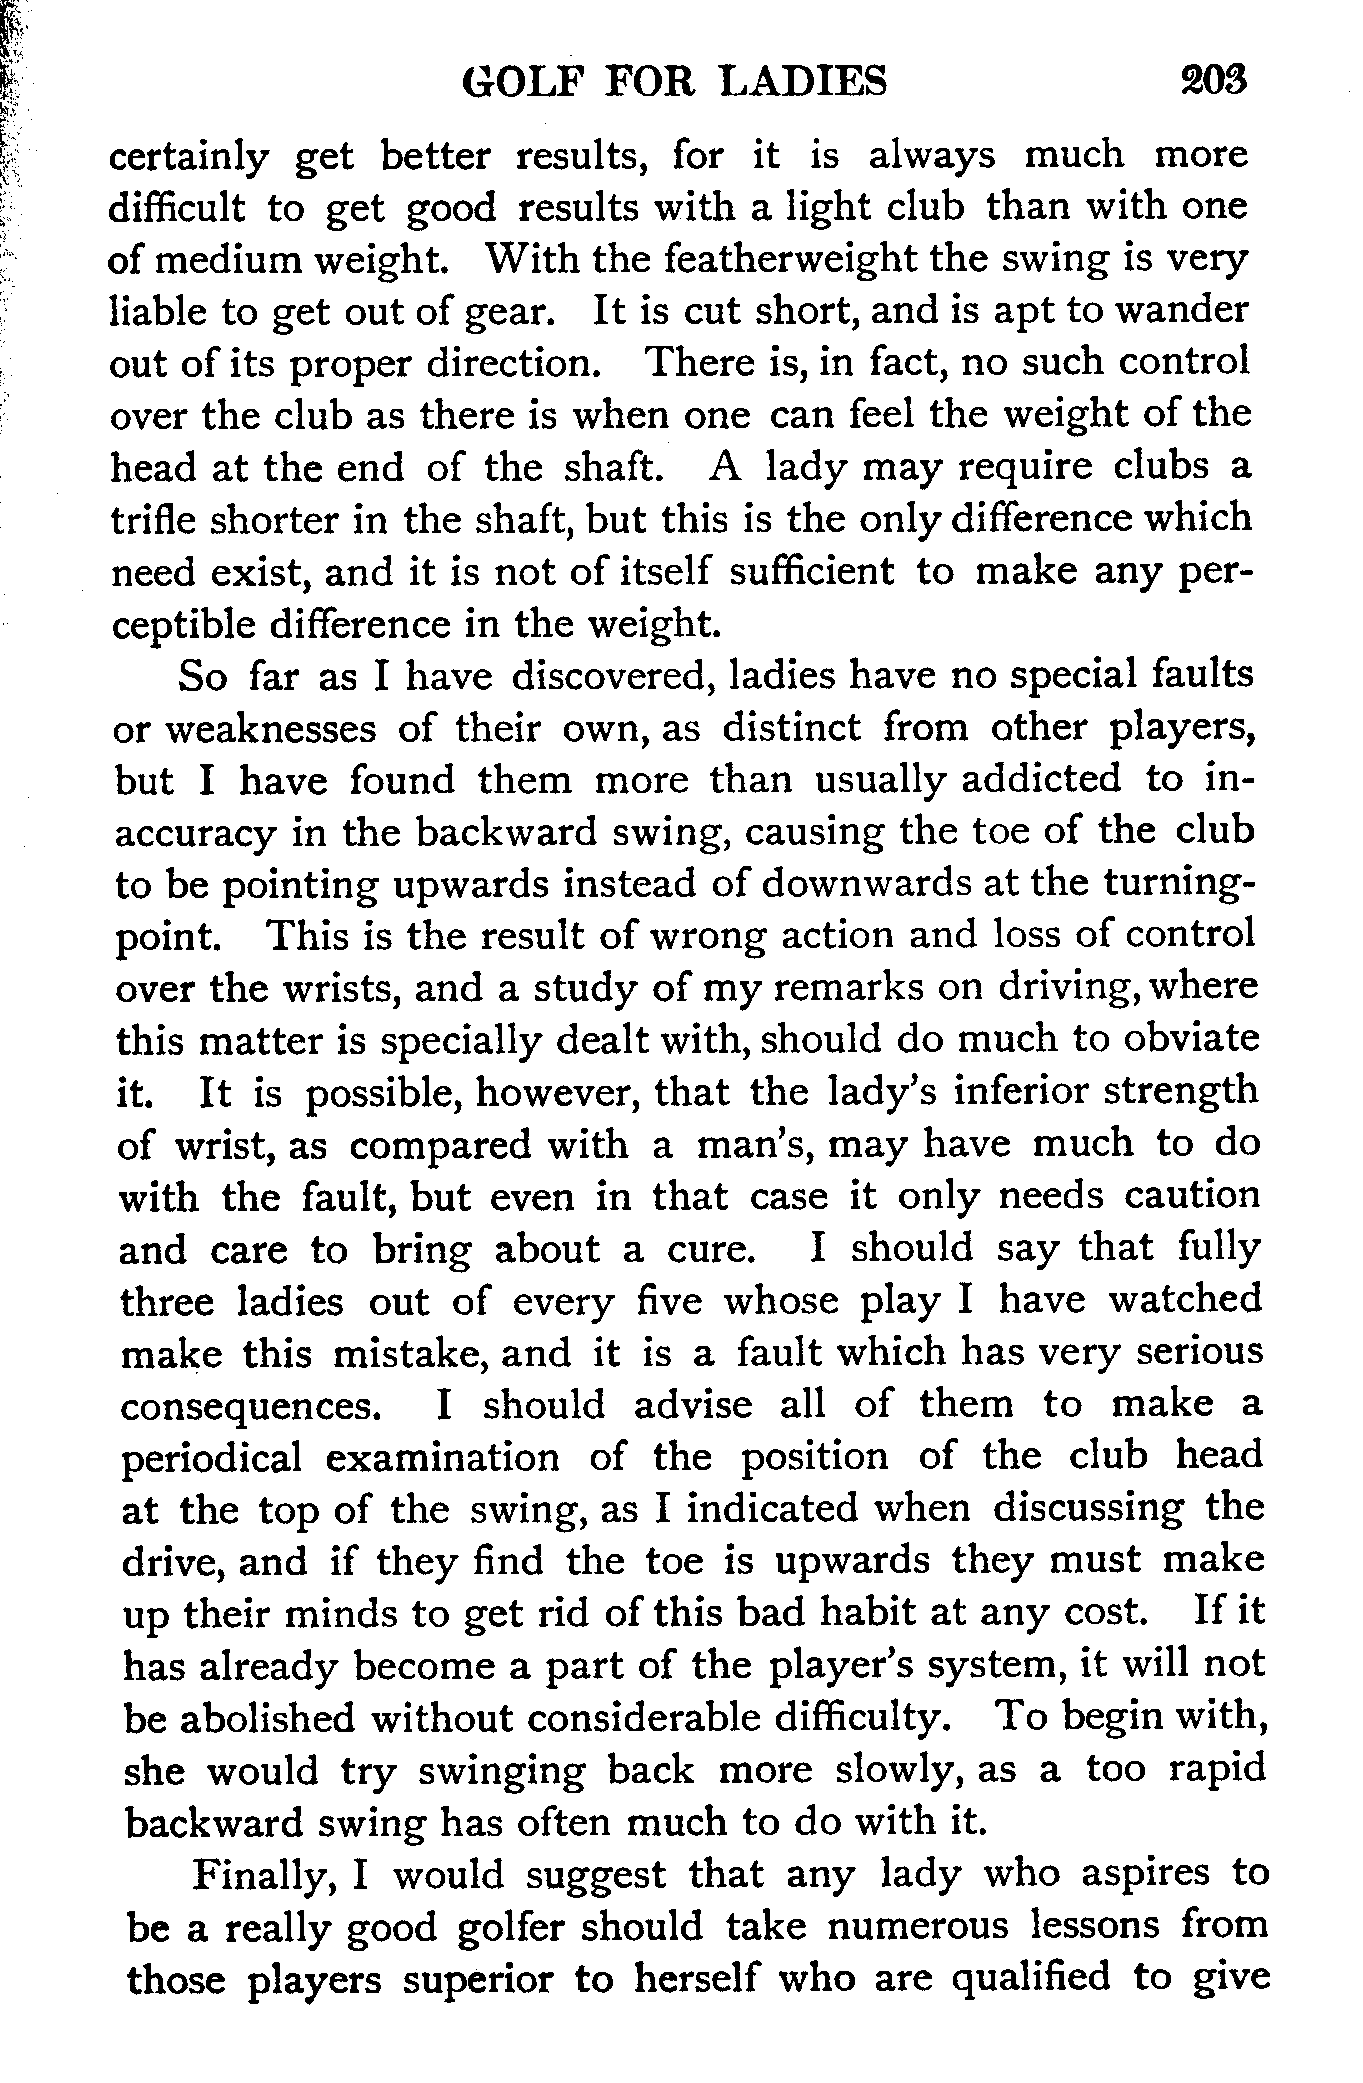 GOLF FOR LADIES 203
certainly get better results, for it is always much more
difficult to get good results with a light club than with one
of medium weight. With the featherweight the swing is very
liable to get out of gear. It is cut short, and is apt to wander
out of its proper direction. There is, in fact, no such control
over the club as there is when one can feel the weight of the
head at the end of the shaft. A lady may require clubs a
trifle shorter in the shaft, but this is the only difference which
need exist, and it is not of itself sufficient to make any per-
ceptible difference in the weight.
So far as I have discovered, ladies have no special faults
or weaknesses of their own, as distinct from other players,
but I have found them more than usually addicted to in-
accuracy in the backward swing, causing the toe of the club
to be pointing upwards instead of downwards at the turning-
point. This is the result of wrong action and loss of control
over the wrists, and a study of my remarks on driving, where
this matter is specially dealt with, should do much to obviate
it. It is possible, however, that the lady's inferior strength
of wrist, as compared with a man's, may have much to do
with the fault, but even in that case it only needs caution
and care to bring about a cure. I should say that fully
three ladies out of every five whose play I have watched
make this mistake, and it is a fault which has very serious
consequences. I should advise all of them to make a
periodical examination of the position of the club head
at the top of the swing, as I indicated when discussing the
drive, and if they find the toe is upwards they must make
up their minds to get rid of this bad habit at any cost. If it
has already become a part of the player's system, it will not
be abolished without considerable difficulty. To begin with,
she would try swinging back more slowly, as a too rapid
backward swing has often much to do with it.
Finally, I would suggest that any lady who aspires to
be a really good golfer should take numerous lessons from
those players superior to herself who are qualified to give